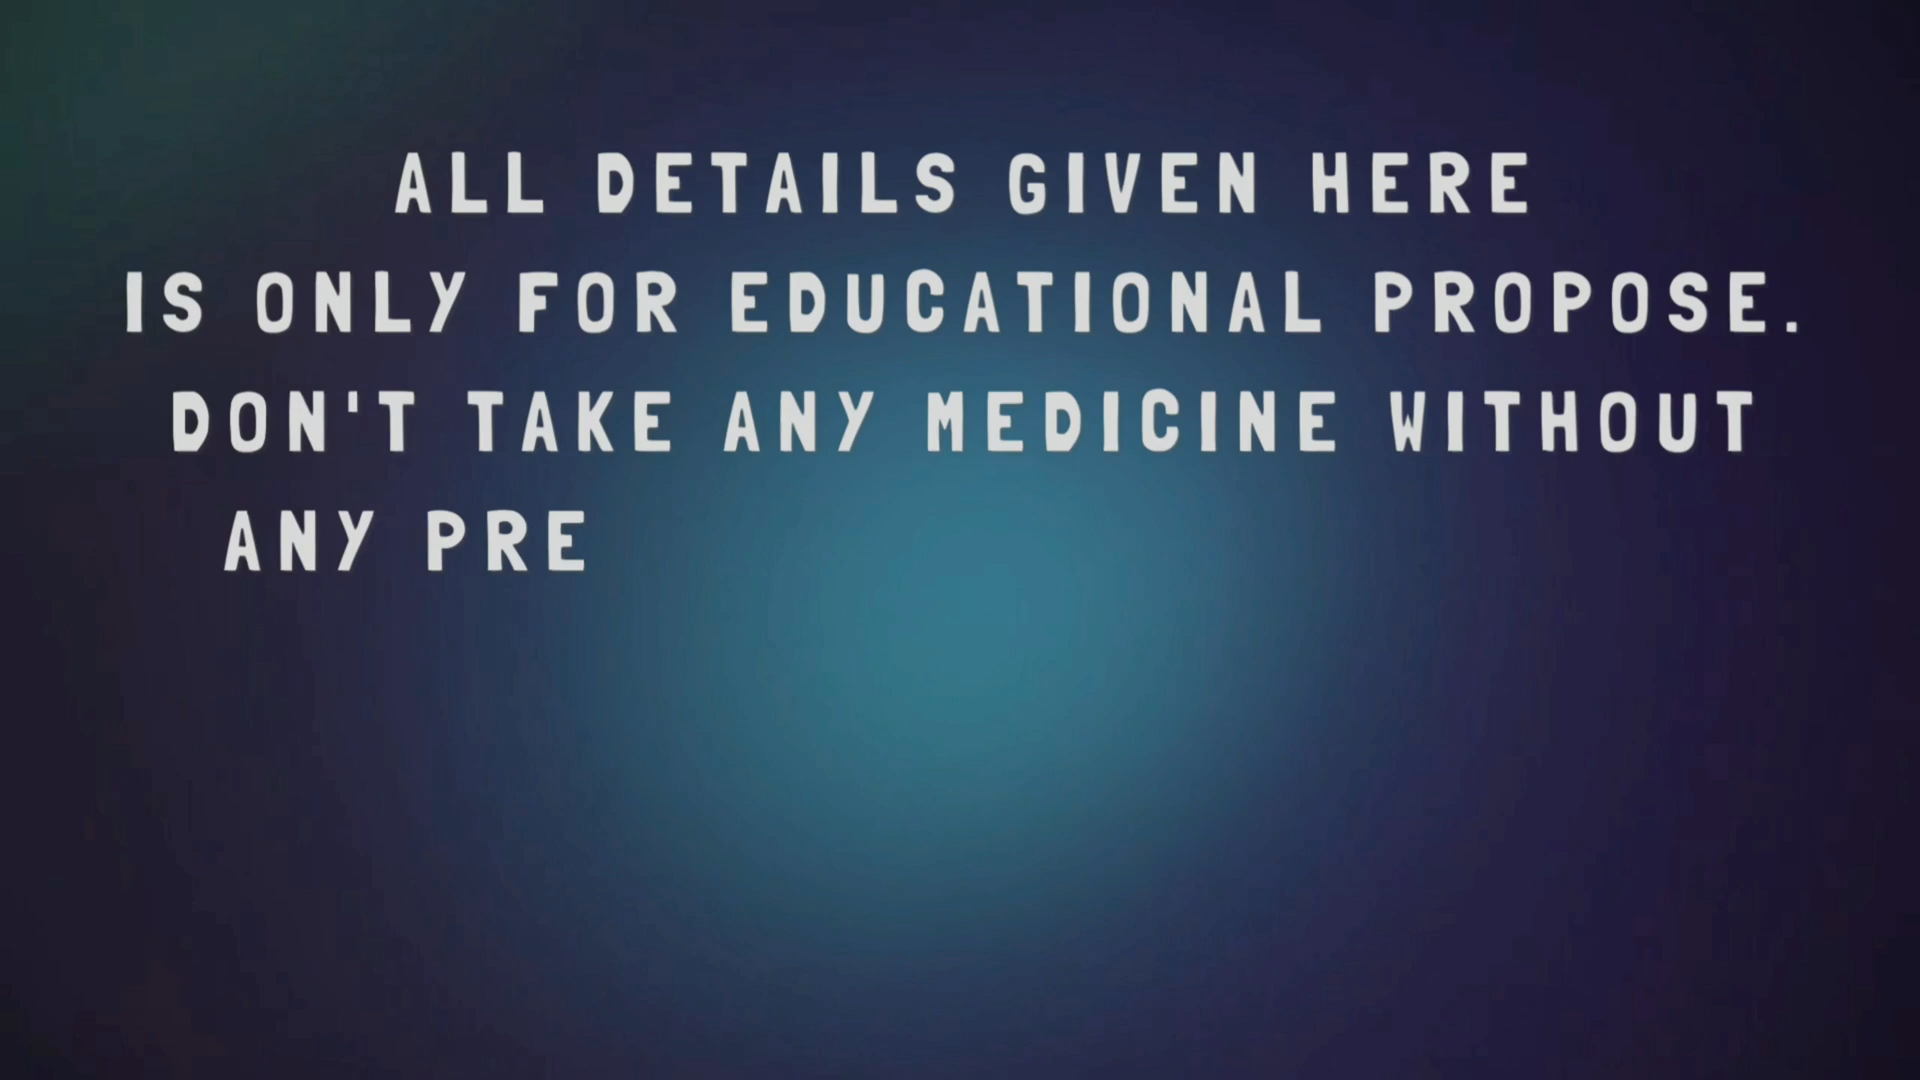 ALL DETAILS GIVEN HERE
IS ONLY FOR EDUCATIONAL PROPOSE.
DON'T TAKE ANY MEDICINE WITHOUT
ANY PRE